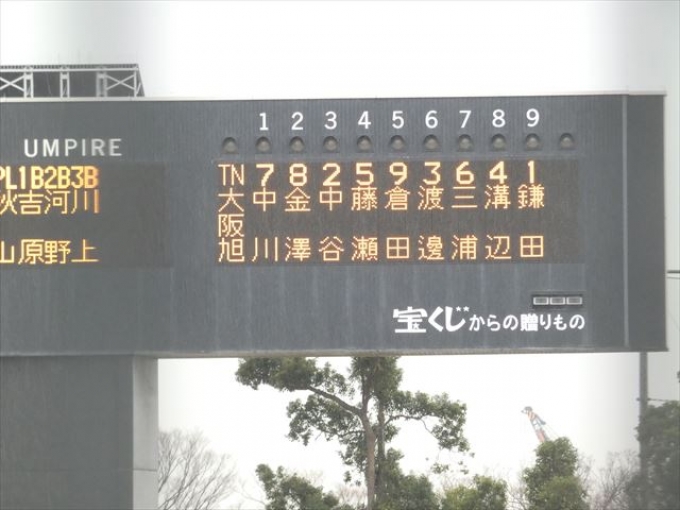 1 2 3 4 5 6 7 8 9
UMPIRE
PL1B2B3B
秋吉河川
山原野上
TN 7 8 2 5 9 3 6 4 1
大阪旭
中川
金澤
中谷
藤瀬
倉田
渡邊
三浦
溝辺
鎌田
宝くじからの贈りもの